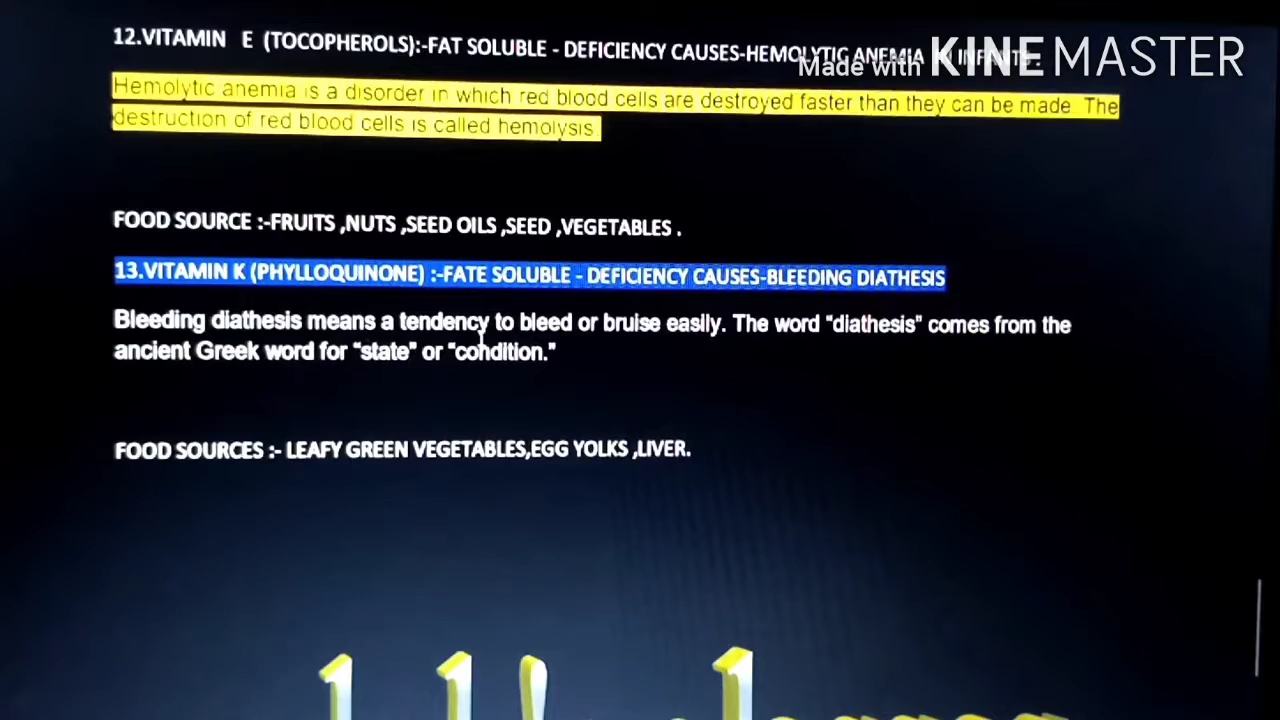 12.VITAMIN E (TOCOPHEROLS):-FAT SOLUBLE - DEFICIENCY CAUSES-HEMOLYTIC ANEMIA IN INFANTS.
Made with KINEMASTER
Hemolytic anemia is a disorder in which red blood cells are destroyed faster than they can be made. The
destruction of red blood cells is called hemolysis.
FOOD SOURCE :-FRUITS ,NUTS ,SEED OILS ,SEED ,VEGETABLES .
13.VITAMIN K (PHYLLOQUINONE) :-FATE SOLUBLE - DEFICIENCY CAUSES-BLEEDING DIATHESIS
Bleeding diathesis means a tendency to bleed or bruise easily. The word “diathesis” comes from the
ancient Greek word for “state” or “condition.”
FOOD SOURCES :- LEAFY GREEN VEGETABLES,EGG YOLKS ,LIVER.